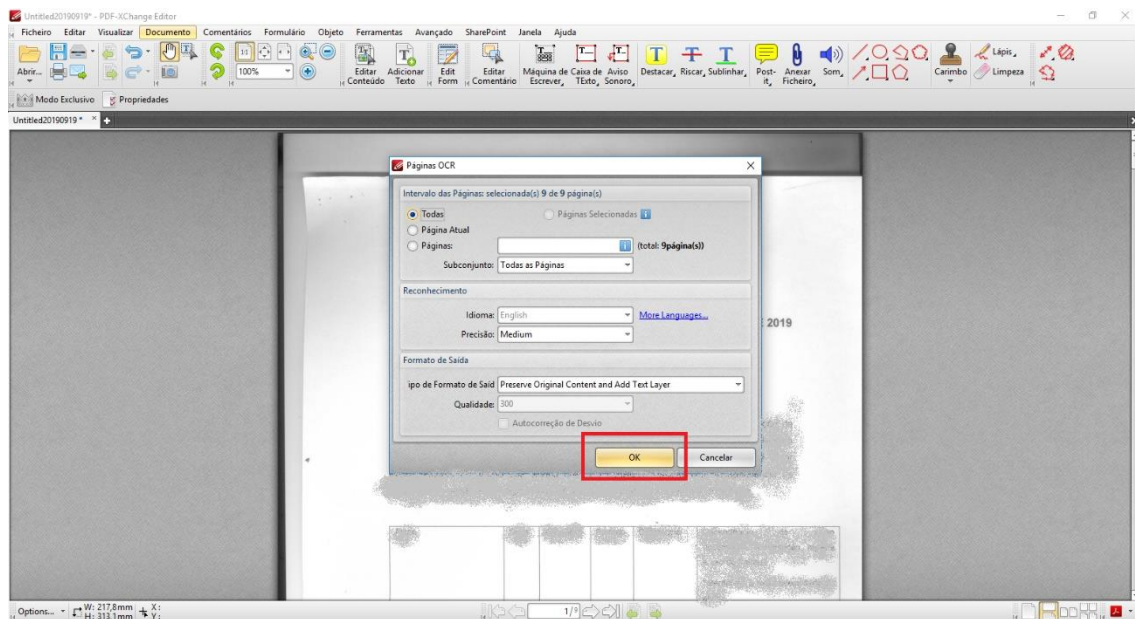 Untitled20190919* - PDF-XChange Editor
Ficheiro Editar Visualizar Documento Comentários Formulário Objeto Ferramentas Avançado SharePoint Janela Ajuda
Abrir...
100%
Editar Conteúdo
Adicionar Texto
Edit Form
Editar Comentário
Máquina de Escrever
Caixa de TExto
Aviso Sonoro
Destacar Riscar Sublinhar
Post-it
Anexar Ficheiro
Som
Carimbo
Lápis
Limpeza
Modo Exclusivo Propriedades
Untitled20190919 *
Páginas OCR
Intervalo das Páginas: selecionada(s) 9 de 9 página(s)
Todas Páginas Selecionadas
Página Atual
Páginas: (total: 9página(s))
Subconjunto: Todas as Páginas
Reconhecimento
Idioma: English More Languages...
Precisão: Medium
2019
Formato de Saída
ipo de Formato de Said Preserve Original Content and Add Text Layer
Qualidade: 300
Autocorreção de Desvio
OK Cancelar
Options... W: 217,8mm X:
H: 313,1mm Y:
1/9